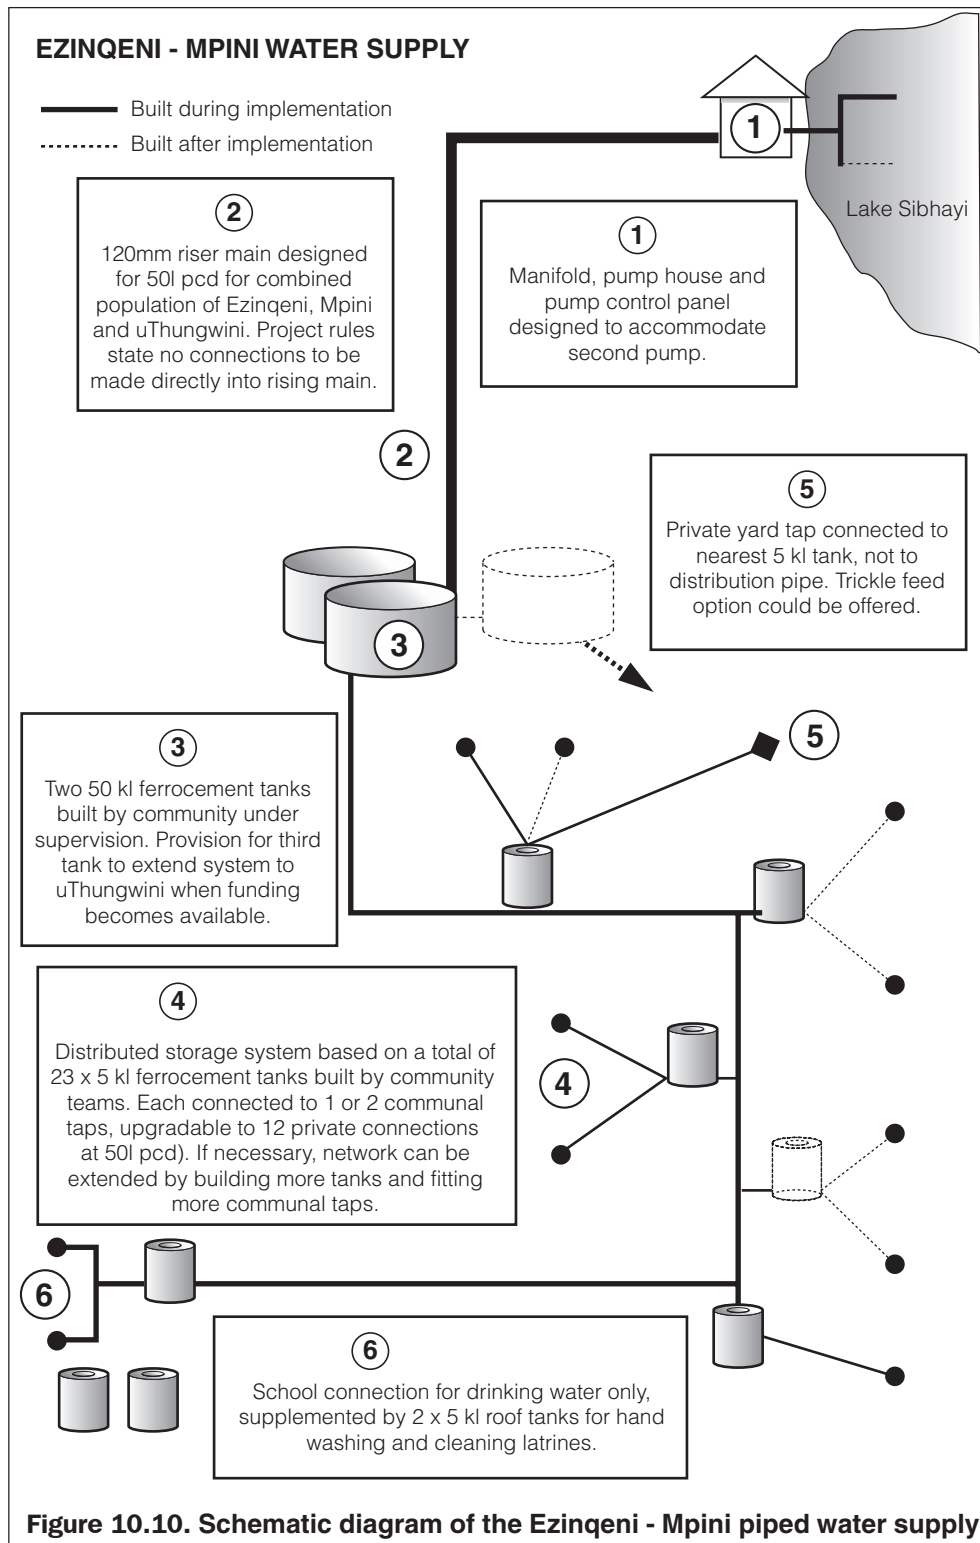 EZINQENI - MPINI WATER SUPPLY
Built during implementation
Built after implementation
1
Lake Sibhayi
2
120mm riser main designed
for 50l pcd for combined
population of Ezinqeni, Mpini
and uThungwini. Project rules
state no connections to be
made directly into rising main.
1
Manifold, pump house and
pump control panel
designed to accommodate
second pump.
2
5
Private yard tap connected to
nearest 5 kl tank, not to
distribution pipe. Trickle feed
option could be offered.
3
3
Two 50 kl ferrocement tanks
built by community under
supervision. Provision for third
tank to extend system to
uThungwini when funding
becomes available.
5
4
Distributed storage system based on a total of
23 x 5 kl ferrocement tanks built by community
teams. Each connected to 1 or 2 communal
taps, upgradable to 12 private connections
at 50l pcd). If necessary, network can be
extended by building more tanks and fitting
more communal taps.
4
6
6
School connection for drinking water only,
supplemented by 2 x 5 kl roof tanks for hand
washing and cleaning latrines.
Figure 10.10. Schematic diagram of the Ezinqeni - Mpini piped water supply